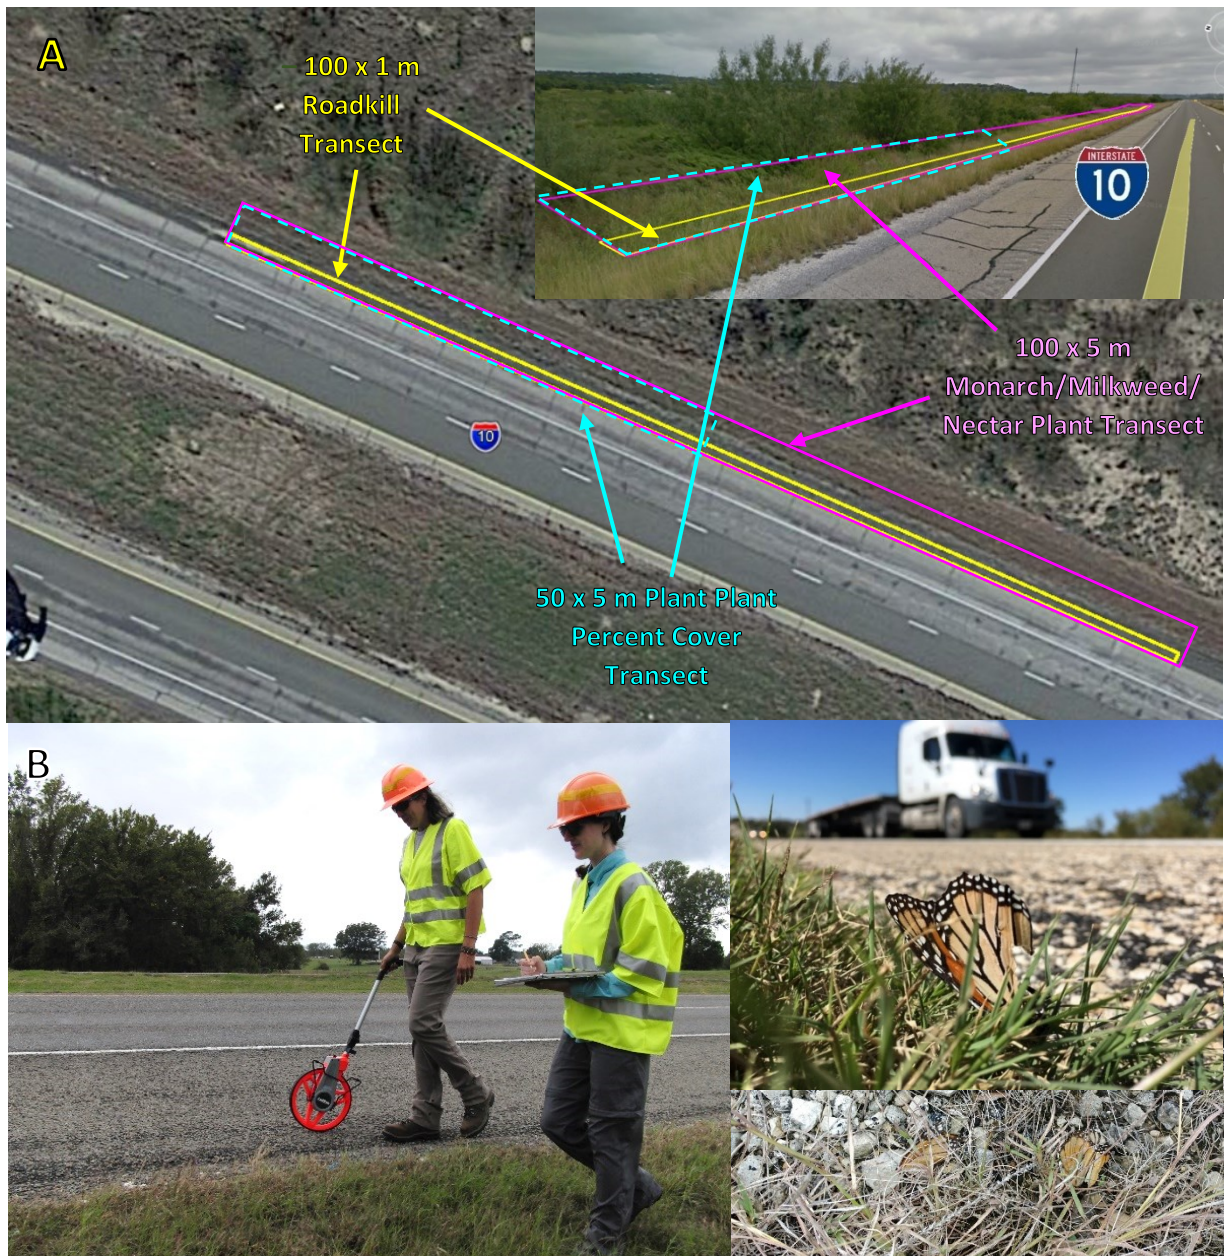 A
100 x 1 m
Roadkill
Transect
INTERSTATE
10
100 x 5 m
Monarch/Milkweed/
Nectar Plant Transect
10
50 x 5 m Plant Plant
Percent Cover
Transect
B